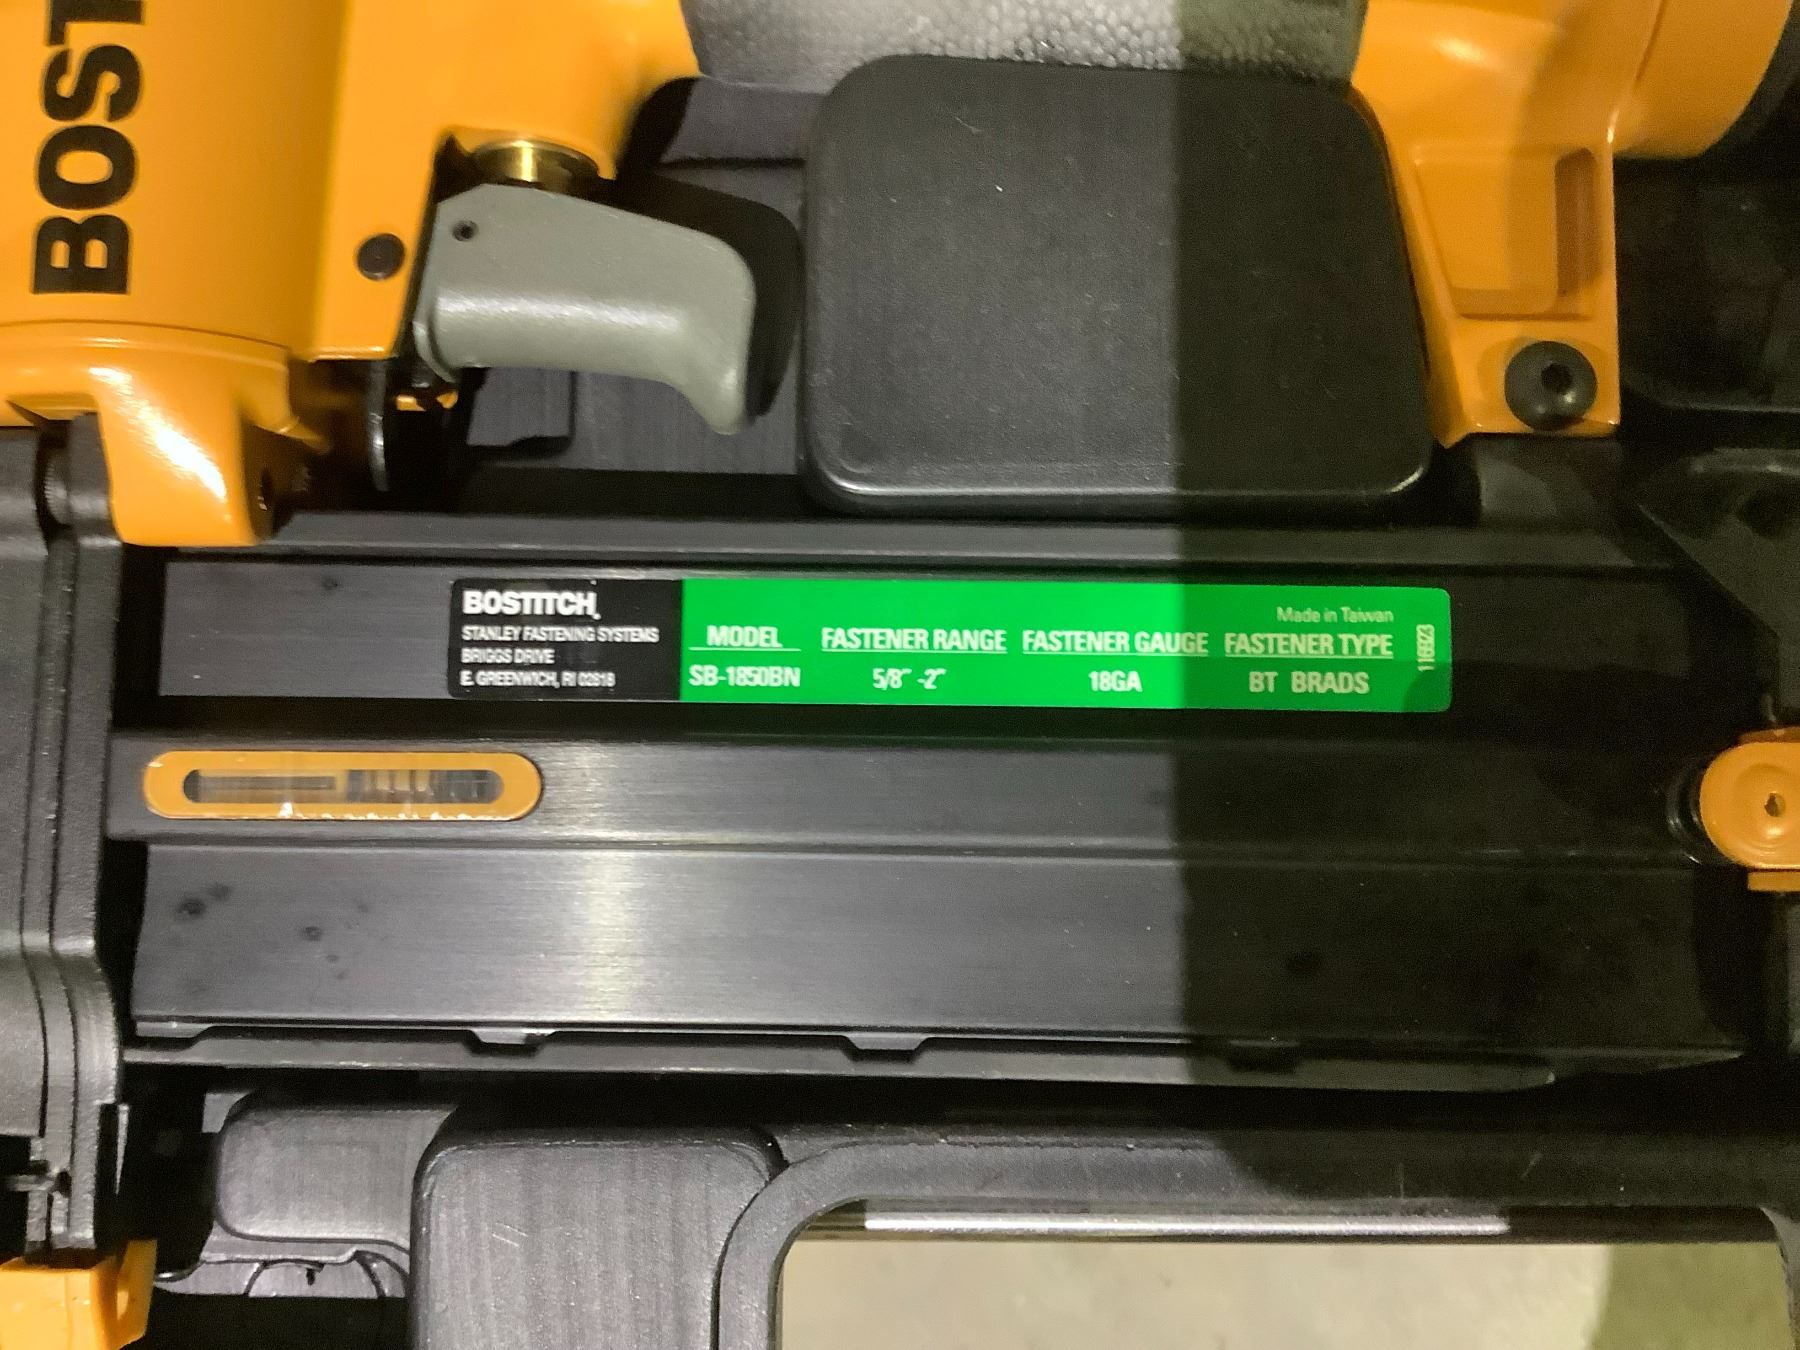 BOST
BOSTITCH
STANLEY FASTENING SYSTEMS
BRIGGS DRIVE
E. GREENWICH, RI 02818
Made in Taiwan
MODEL FASTENER RANGE FASTENER GAUGE FASTENER TYPE
SB-1850BN 5/8" -2" 18GA BT BRADS